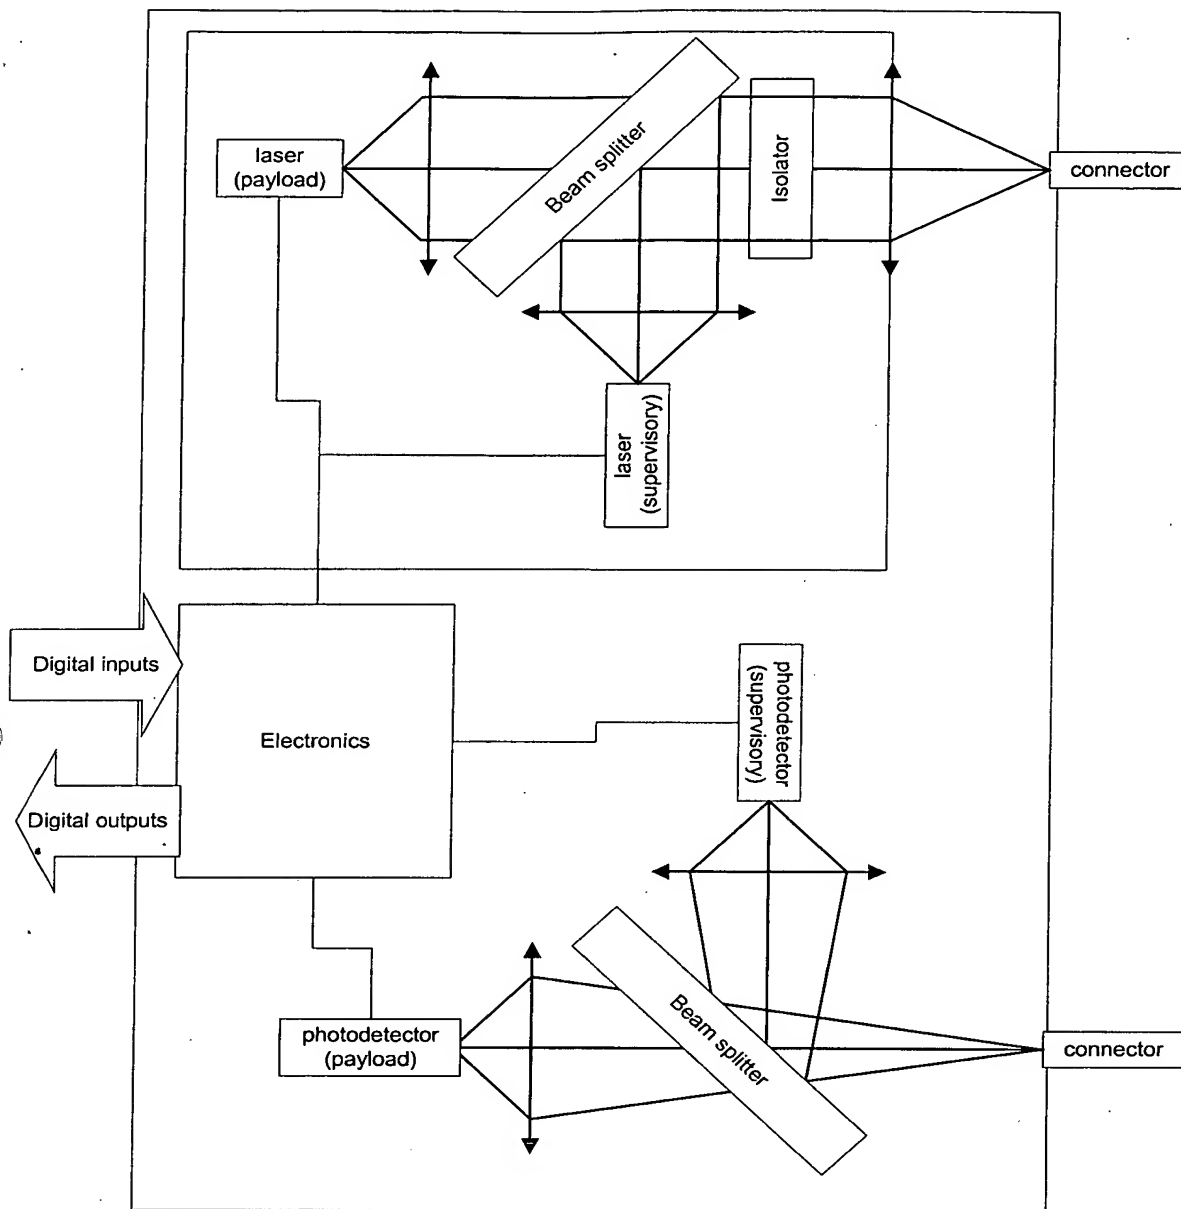 laser
(payload)
Beam splitter
Isolator
connector
laser
(supervisory)
Digital inputs
Electronics
photodetector
(supervisory)
Digital outputs
photodetector
(payload)
Beam splitter
connector